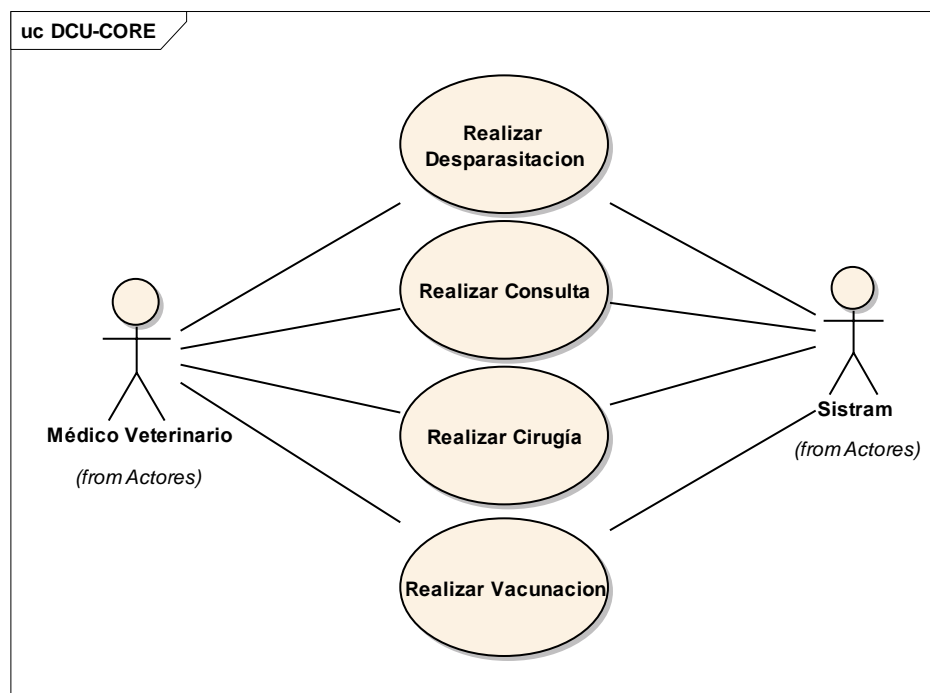 uc DCU-CORE
Realizar
Desparasitacion
Realizar Consulta
Realizar Cirugía
Realizar Vacunacion
Médico Veterinario
(from Actores)
Sistram
(from Actores)